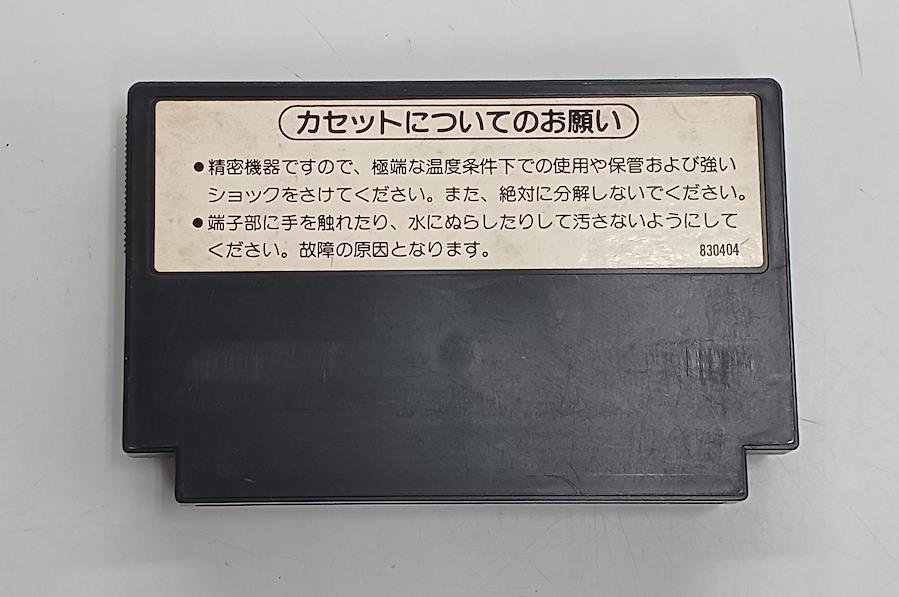 カセットについてのお願い
●精密機器ですので、極端な温度条件下での使用や保管および強い
ショックをさけてください。また、絶対に分解しないでください。
●端子部に手を触れたり、水にぬらしたりして汚さないようにして
ください。故障の原因となります。
830404